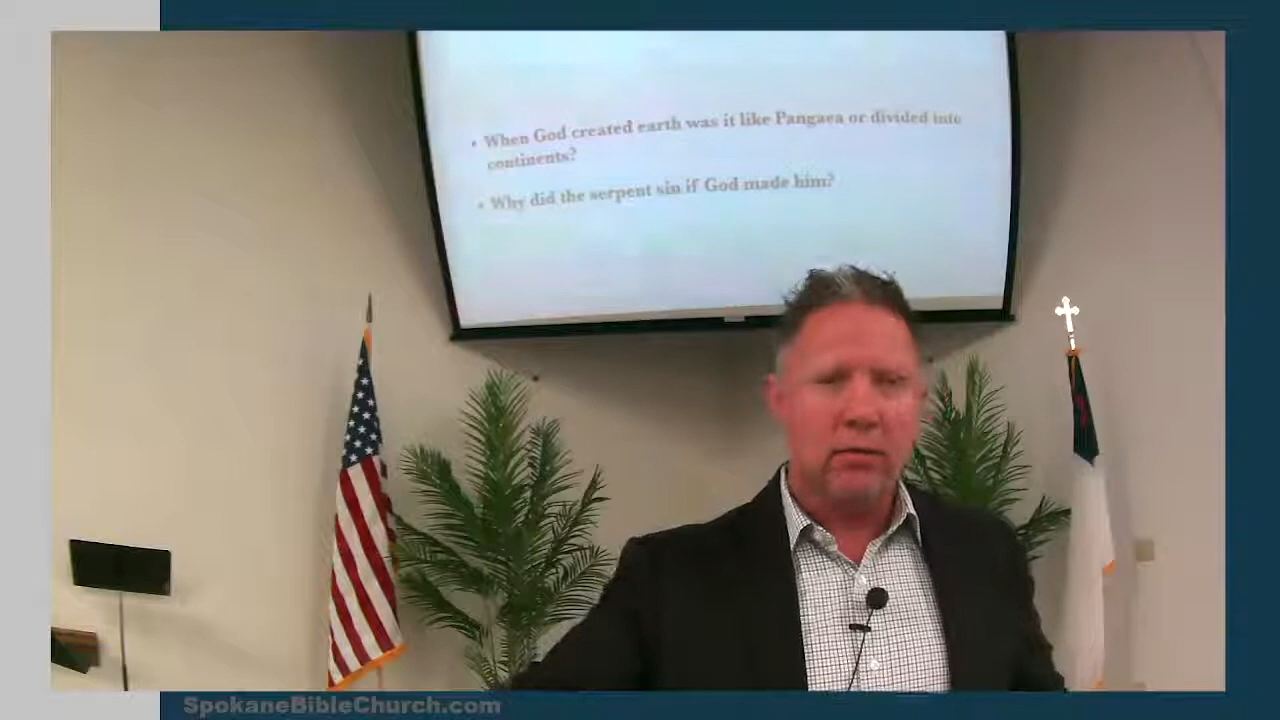 • When God created earth was it like Pangaea or divided into
continents?
• Why did the serpent sin if God made him?
SpokaneBibleChurch.com